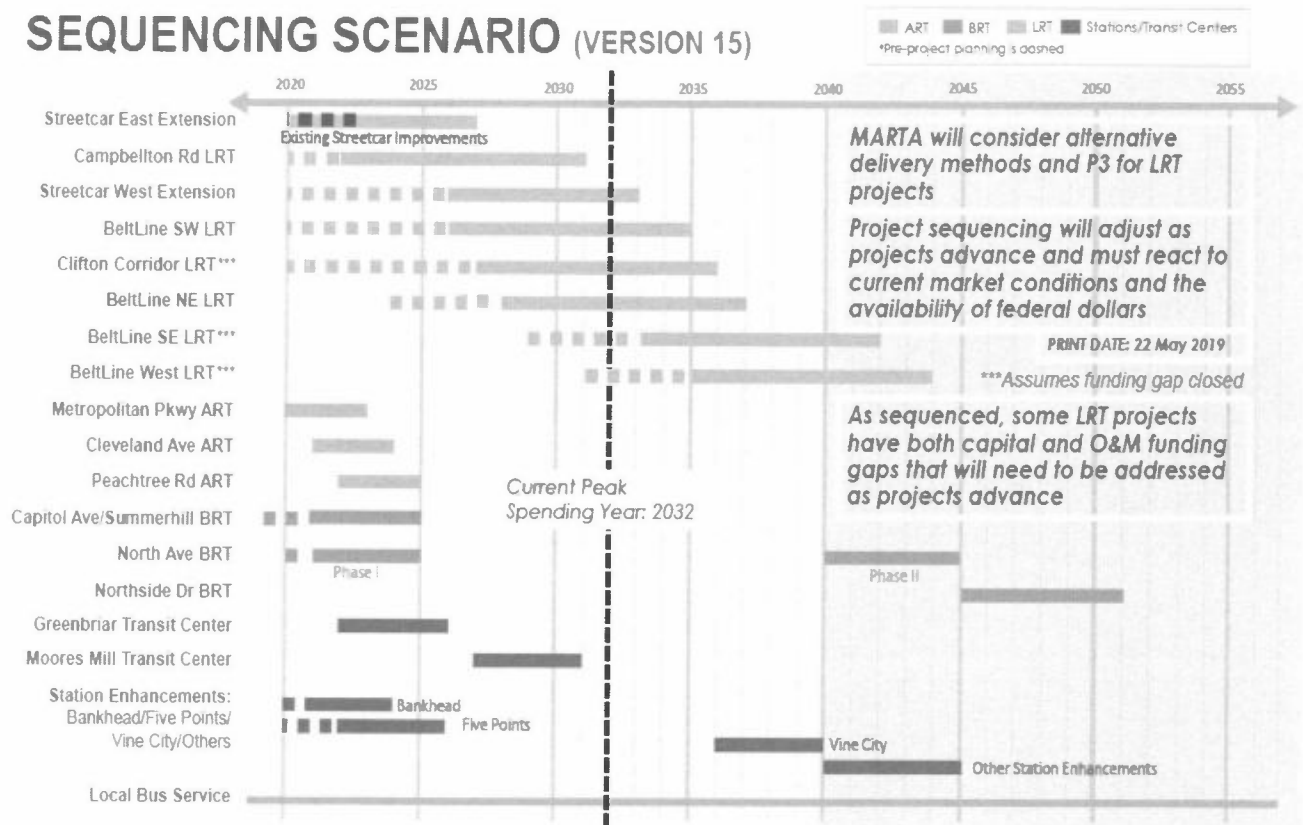 SEQUENCING SCENARIO (VERSION 15)
ART BRT LRT Stations/Transit Centers
*Pre-project planning is dashed
2020 2025 2030 2035 2040 2045 2050 2055
Streetcar East Extension
Existing Streetcar Improvements
Campbellton Rd LRT
Streetcar West Extension
BeltLine SW LRT
Clifton Corridor LRT***
BeltLine NE LRT
BeltLine SE LRT***
BeltLine West LRT***
Metropolitan Pkwy ART
Cleveland Ave ART
Peachtree Rd ART
Capitol Ave/Summerhill BRT
North Ave BRT
Phase I
Phase II
Northside Dr BRT
Greenbriar Transit Center
Moores Mill Transit Center
Station Enhancements:
Bankhead/Five Points/
Vine City/Others
Bankhead
Five Points
Vine City
Other Station Enhancements
Local Bus Service
Current Peak
Spending Year: 2032
MARTA will consider alternative
delivery methods and P3 for LRT
projects
Project sequencing will adjust as
projects advance and must react to
current market conditions and the
availability of federal dollars
PRINT DATE: 22 May 2019
***Assumes funding gap closed
As sequenced, some LRT projects
have both capital and O&M funding
gaps that will need to be addressed
as projects advance